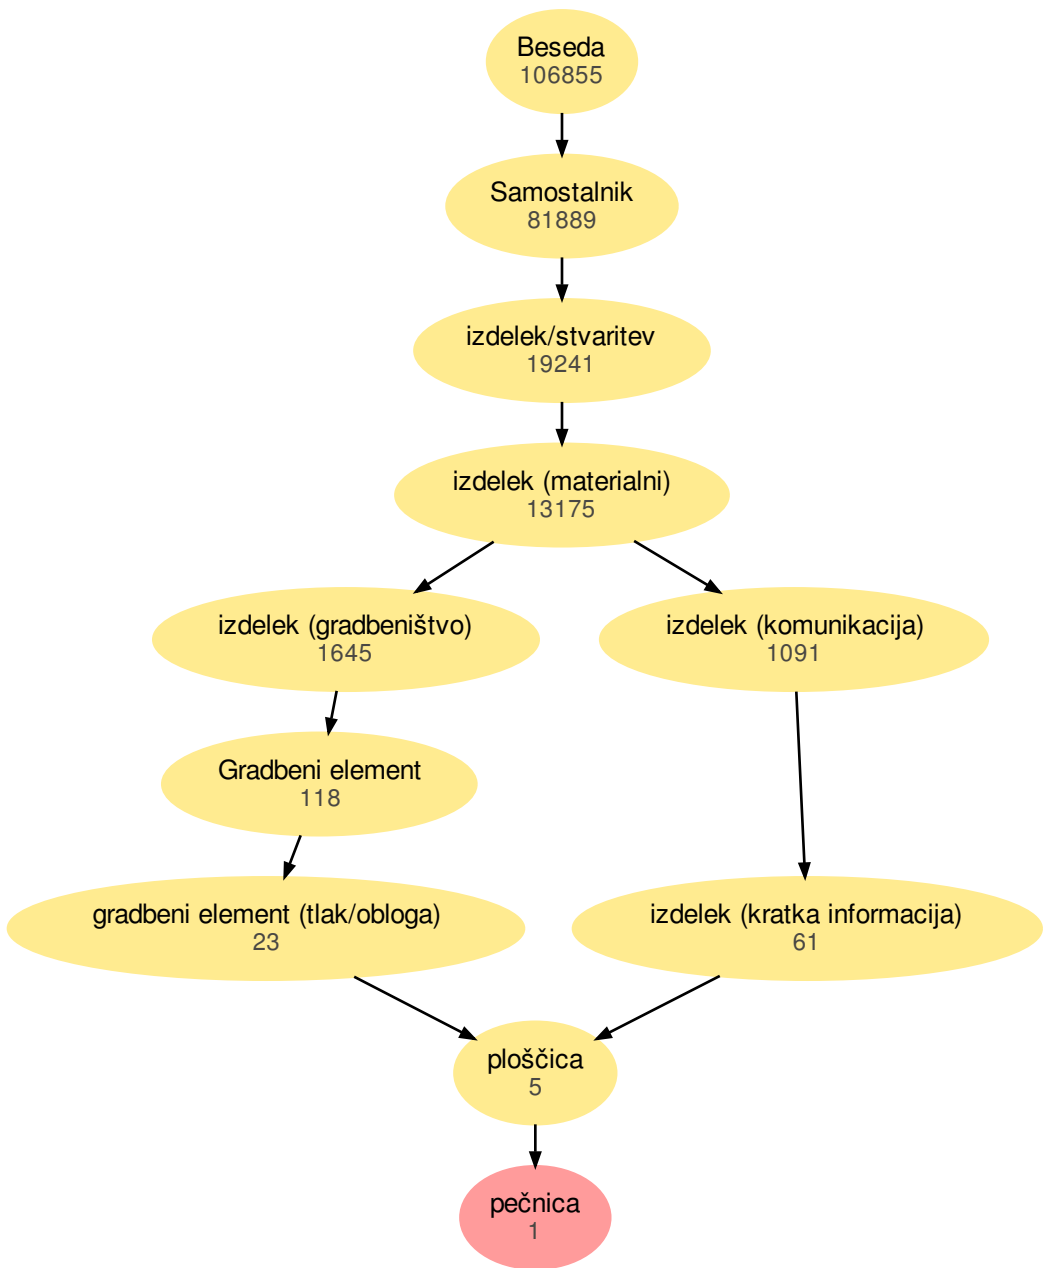 Beseda
106855
Samostalnik
81889
izdelek/stvaritev
19241
izdelek (materialni)
13175
izdelek (gradbeništvo)
1645
izdelek (komunikacija)
1091
Gradbeni element
118
gradbeni element (tlak/obloga)
23
izdelek (kratka informacija)
61
ploščica
5
pečnica
1